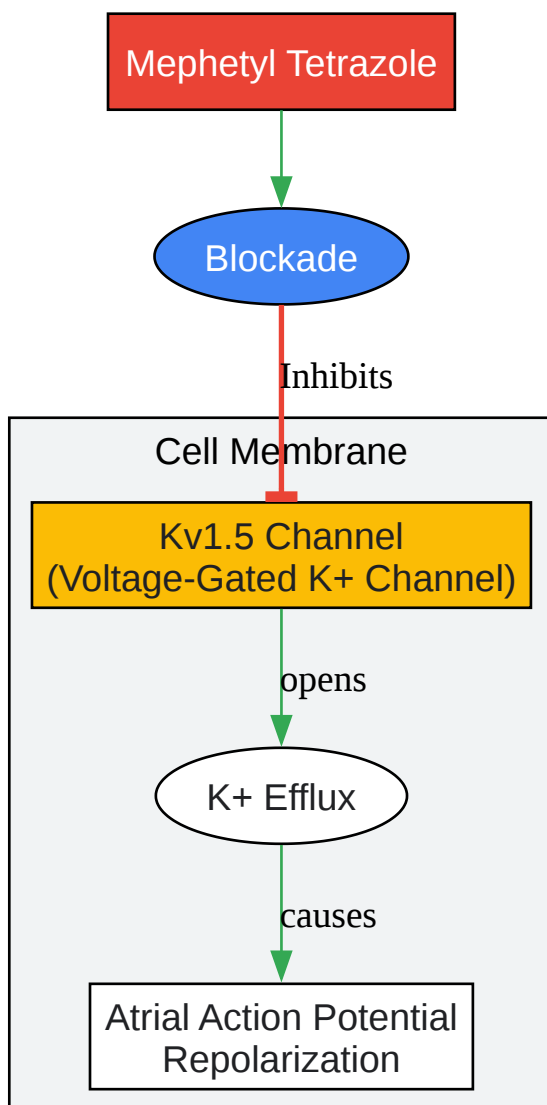 Mephetyl Tetrazole
Blockade
Inhibits
Cell Membrane
Kv1.5 Channel
(Voltage-Gated K+ Channel)
opens
K+ Efflux
causes
Atrial Action Potential
Repolarization